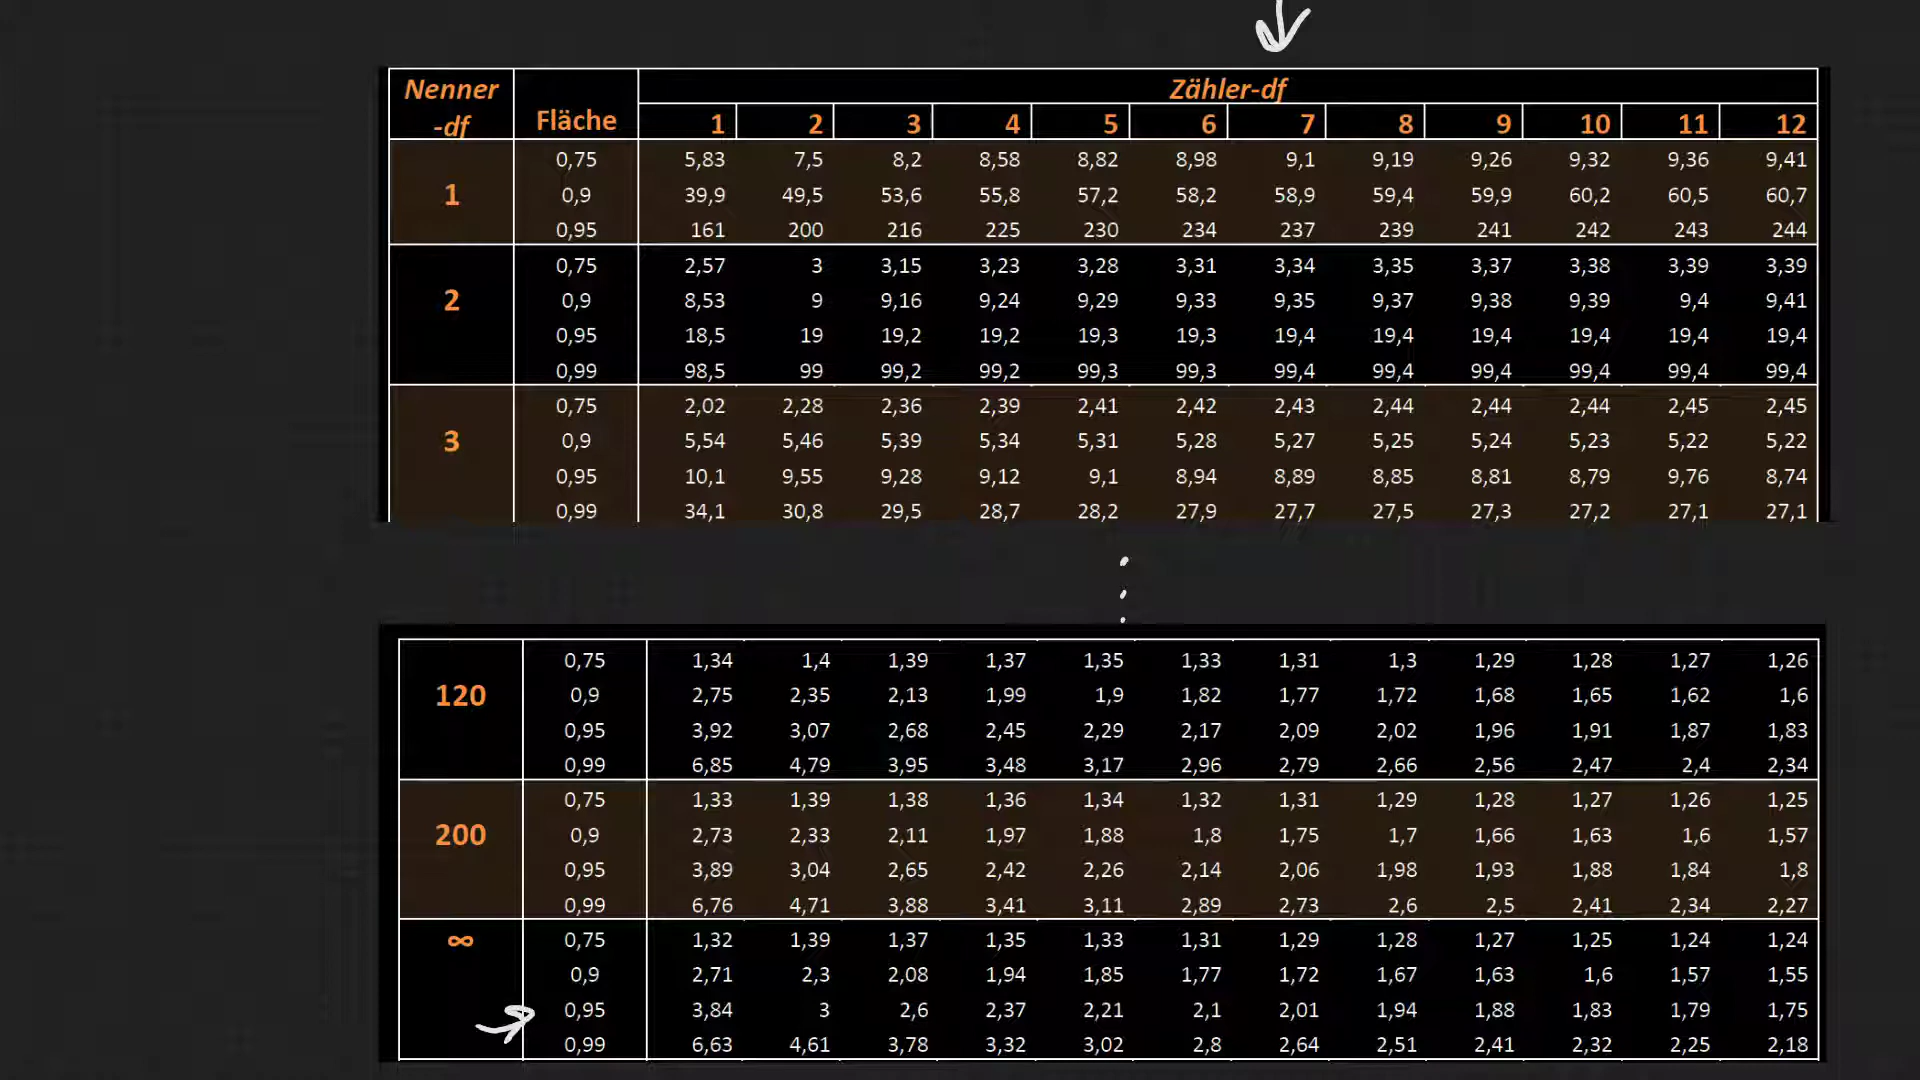 Nenner Zähler-df
-df Fläche 1 2 3 4 5 6 7 8 9 10 11 12
0,75 5,83 7,5 8,2 8,58 8,82 8,98 9,1 9,19 9,26 9,32 9,36 9,41
1 0,9 39,9 49,5 53,6 55,8 57,2 58,2 58,9 59,4 59,9 60,2 60,5 60,7
0,95 161 200 216 225 230 234 237 239 241 242 243 244
0,75 2,57 3 3,15 3,23 3,28 3,31 3,34 3,35 3,37 3,38 3,39 3,39
2 0,9 8,53 9 9,16 9,24 9,29 9,33 9,35 9,37 9,38 9,39 9,4 9,41
0,95 18,5 19 19,2 19,2 19,3 19,3 19,4 19,4 19,4 19,4 19,4 19,4
0,99 98,5 99 99,2 99,2 99,3 99,3 99,4 99,4 99,4 99,4 99,4 99,4
0,75 2,02 2,28 2,36 2,39 2,41 2,42 2,43 2,44 2,44 2,44 2,45 2,45
3 0,9 5,54 5,46 5,39 5,34 5,31 5,28 5,27 5,25 5,24 5,23 5,22 5,22
0,95 10,1 9,55 9,28 9,12 9,1 8,94 8,89 8,85 8,81 8,79 9,76 8,74
0,99 34,1 30,8 29,5 28,7 28,2 27,9 27,7 27,5 27,3 27,2 27,1 27,1
0,75 1,34 1,4 1,39 1,37 1,35 1,33 1,31 1,3 1,29 1,28 1,27 1,26
120 0,9 2,75 2,35 2,13 1,99 1,9 1,82 1,77 1,72 1,68 1,65 1,62 1,6
0,95 3,92 3,07 2,68 2,45 2,29 2,17 2,09 2,02 1,96 1,91 1,87 1,83
0,99 6,85 4,79 3,95 3,48 3,17 2,96 2,79 2,66 2,56 2,47 2,4 2,34
0,75 1,33 1,39 1,38 1,36 1,34 1,32 1,31 1,29 1,28 1,27 1,26 1,25
200 0,9 2,73 2,33 2,11 1,97 1,88 1,8 1,75 1,7 1,66 1,63 1,6 1,57
0,95 3,89 3,04 2,65 2,42 2,26 2,14 2,06 1,98 1,93 1,88 1,84 1,8
0,99 6,76 4,71 3,88 3,41 3,11 2,89 2,73 2,6 2,5 2,41 2,34 2,27
∞ 0,75 1,32 1,39 1,37 1,35 1,33 1,31 1,29 1,28 1,27 1,25 1,24 1,24
0,9 2,71 2,3 2,08 1,94 1,85 1,77 1,72 1,67 1,63 1,6 1,57 1,55
0,95 3,84 3 2,6 2,37 2,21 2,1 2,01 1,94 1,88 1,83 1,79 1,75
0,99 6,63 4,61 3,78 3,32 3,02 2,8 2,64 2,51 2,41 2,32 2,25 2,18